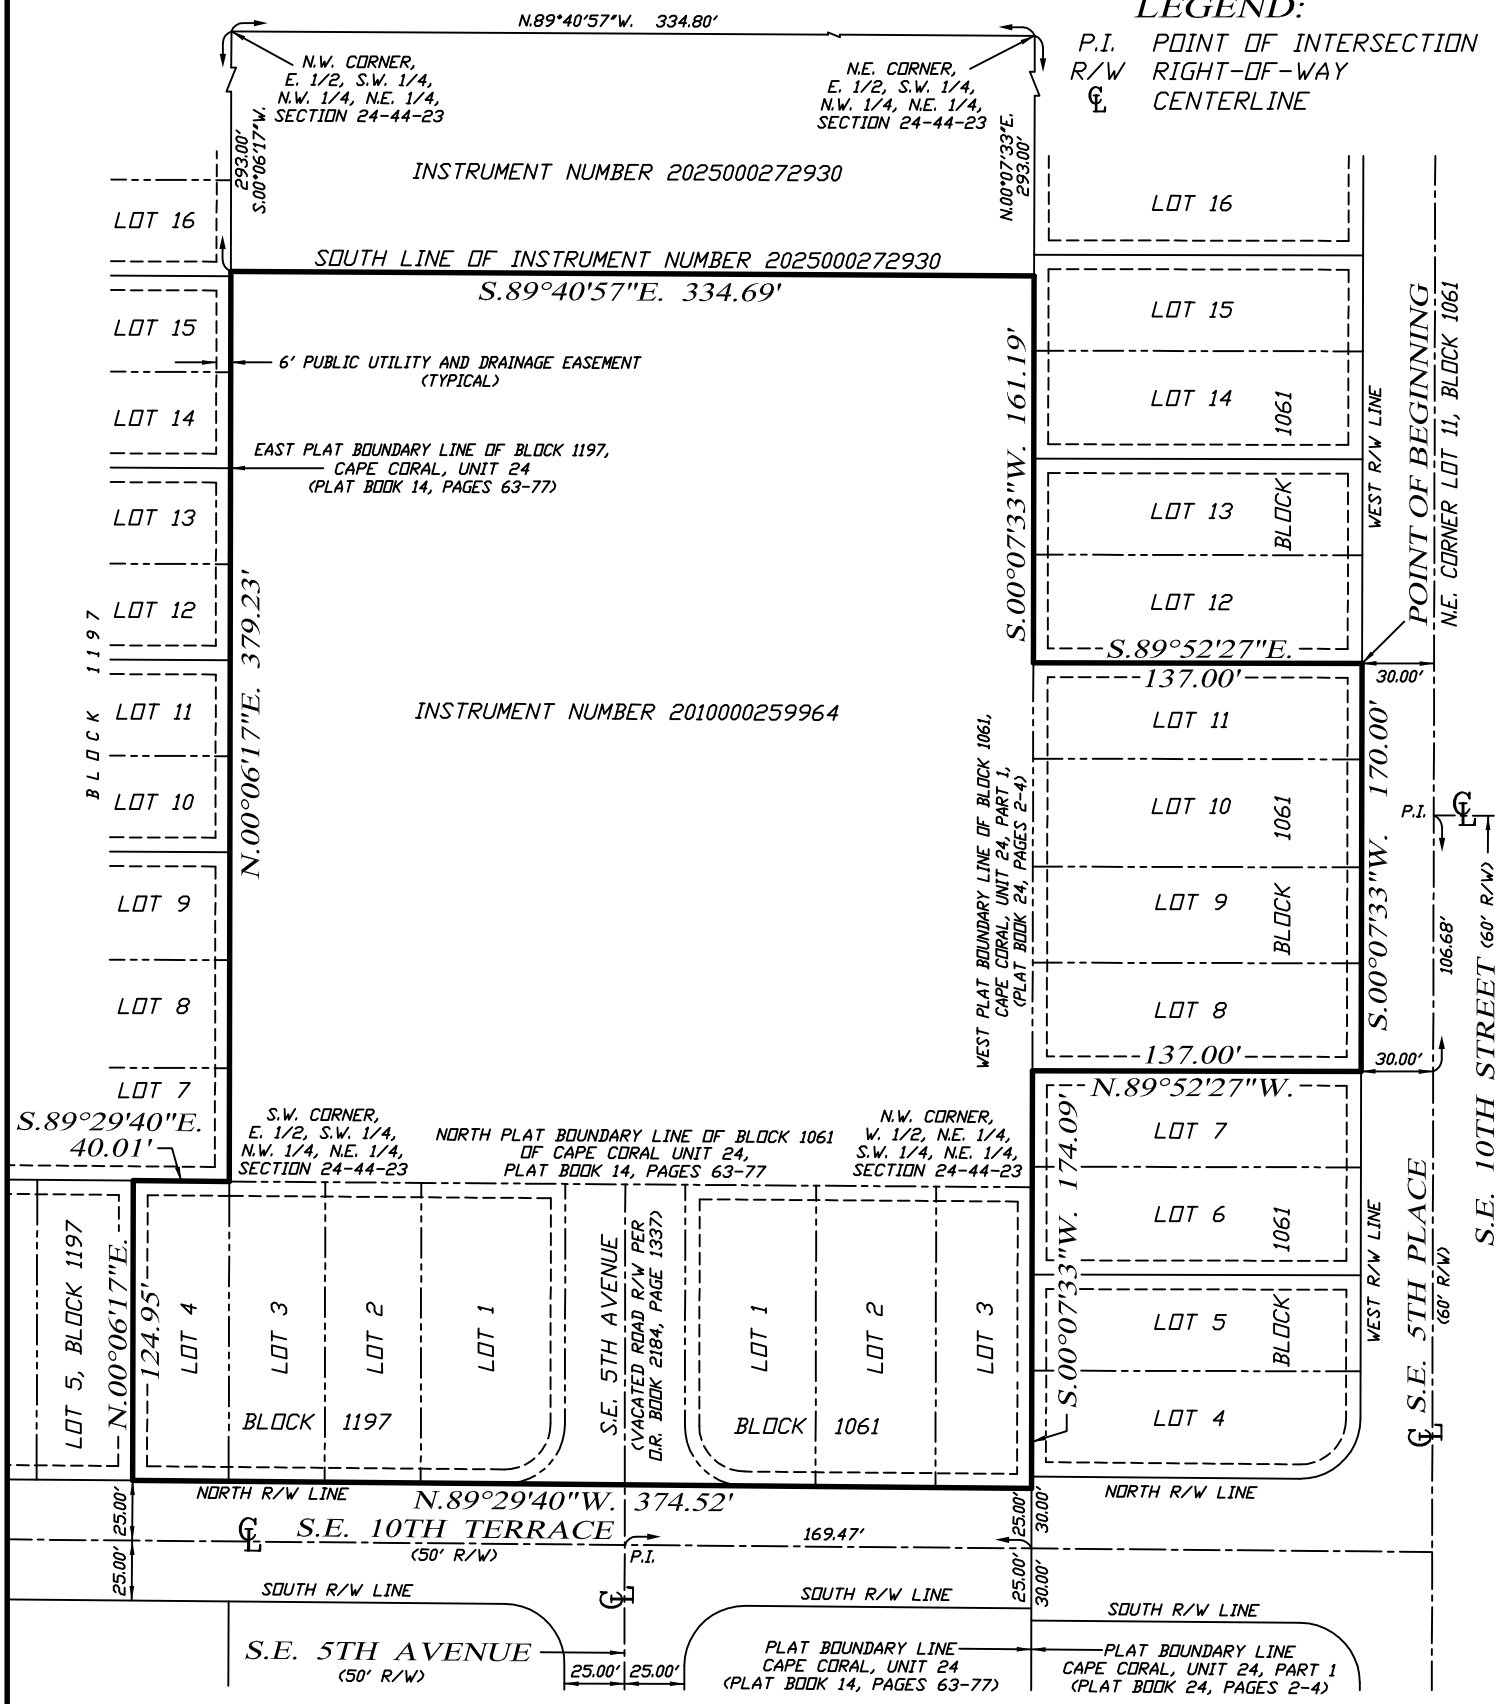 LEGEND:
P.I. POINT OF INTERSECTION
R/W RIGHT-OF-WAY
CL CENTERLINE
N.89°40'57"W. 334.80'
N.W. CORNER,
E. 1/2, S.W. 1/4,
N.W. 1/4, N.E. 1/4,
SECTION 24-44-23
N.E. CORNER,
E. 1/2, S.W. 1/4,
N.W. 1/4, N.E. 1/4,
SECTION 24-44-23
293.00'
S.00°06'17"W.
N.00°07'33"E.
293.00'
INSTRUMENT NUMBER 2025000272930
SOUTH LINE OF INSTRUMENT NUMBER 2025000272930
S.89°40'57"E. 334.69'
LOT 16
LOT 15
LOT 14
LOT 13
LOT 12
LOT 11
LOT 10
LOT 9
LOT 8
LOT 7
BLOCK 1197
6' PUBLIC UTILITY AND DRAINAGE EASEMENT
(TYPICAL)
EAST PLAT BOUNDARY LINE OF BLOCK 1197,
CAPE CORAL, UNIT 24
(PLAT BOOK 14, PAGES 63-77)
N.00°06'17"E. 379.23'
INSTRUMENT NUMBER 2010000259964
S.00°07'33"W. 161.19'
LOT 16
LOT 15
LOT 14
LOT 13
LOT 12
BLOCK 1061
WEST R/W LINE
POINT OF BEGINNING
N.E. CORNER LOT 11, BLOCK 1061
S.89°52'27"E.
137.00'
30.00'
LOT 11
LOT 10
LOT 9
LOT 8
BLOCK 1061
WEST PLAT BOUNDARY LINE OF BLOCK 1061,
CAPE CORAL, UNIT 24, PART 1,
(PLAT BOOK 24, PAGES 2-4)
S.00°07'33"W. 170.00'
P.I.
CL
106.68'
S.E. 10TH STREET (60' R/W)
137.00'
N.89°52'27"W.
30.00'
S.89°29'40"E.
40.01'
S.W. CORNER,
E. 1/2, S.W. 1/4,
N.W. 1/4, N.E. 1/4,
SECTION 24-44-23
NORTH PLAT BOUNDARY LINE OF BLOCK 1061
OF CAPE CORAL UNIT 24,
PLAT BOOK 14, PAGES 63-77
N.W. CORNER,
W. 1/2, N.E. 1/4,
S.W. 1/4, N.E. 1/4,
SECTION 24-44-23
S.00°07'33"W. 174.09'
LOT 7
LOT 6
LOT 5
LOT 4
BLOCK 1061
WEST R/W LINE
CL S.E. 5TH PLACE
(60' R/W)
LOT 5, BLOCK 1197
N.00°06'17"E.
124.95'
LOT 4
LOT 3
LOT 2
LOT 1
BLOCK 1197
S.E. 5TH AVENUE
(VACATED ROAD R/W PER
O.R. BOOK 2184, PAGE 1337)
LOT 1
LOT 2
LOT 3
BLOCK 1061
NORTH R/W LINE
N.89°29'40"W. 374.52'
NORTH R/W LINE
25.00'
25.00'
CL S.E. 10TH TERRACE
(50' R/W)
P.I.
169.47'
25.00'
30.00'
25.00'
30.00'
SOUTH R/W LINE
CL
SOUTH R/W LINE
SOUTH R/W LINE
S.E. 5TH AVENUE
(50' R/W)
25.00' 25.00'
PLAT BOUNDARY LINE
CAPE CORAL, UNIT 24
(PLAT BOOK 14, PAGES 63-77)
PLAT BOUNDARY LINE
CAPE CORAL, UNIT 24, PART 1
(PLAT BOOK 24, PAGES 2-4)